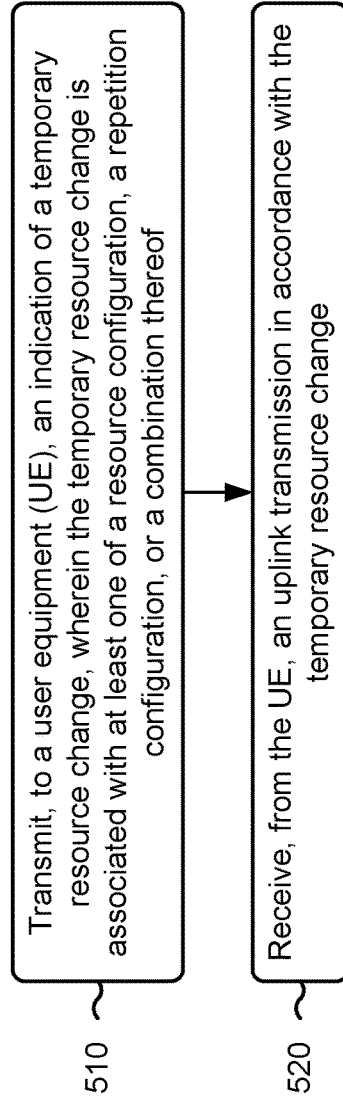 510
Transmit, to a user equipment (UE), an indication of a temporary
resource change, wherein the temporary resource change is
associated with at least one of a resource configuration, a repetition
configuration, or a combination thereof
520
Receive, from the UE, an uplink transmission in accordance with the
temporary resource change